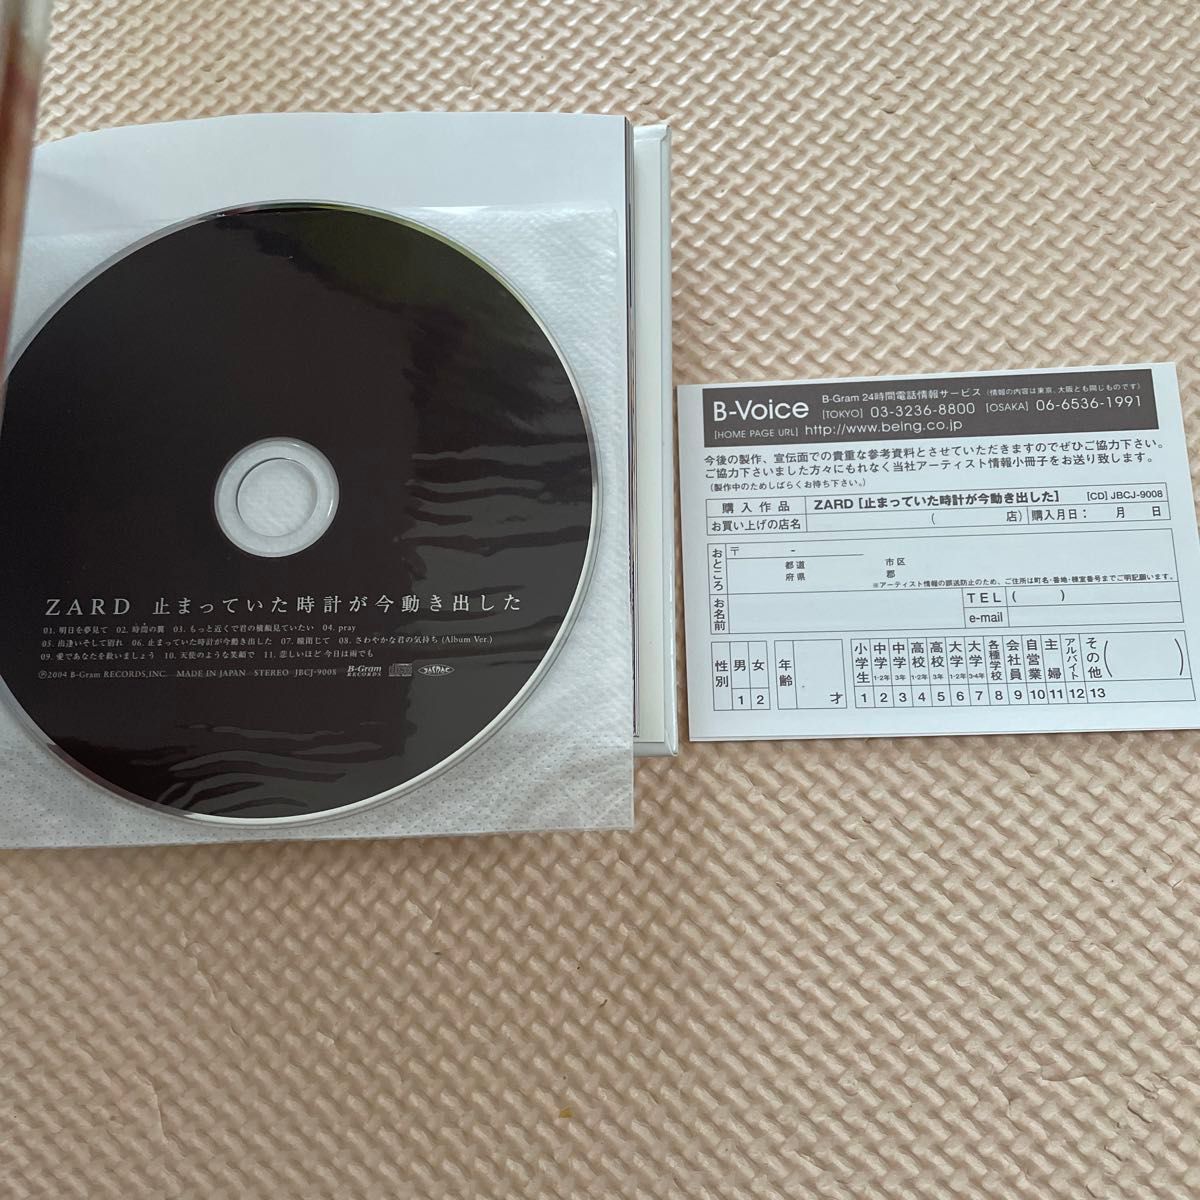 ZARD 止まっていた時計が今動き出した
01. 明日を夢見て 02. 時間の翼 03. もっと近くで君の横顔見ていたい 04. pray
05. 出逢いそして別れ 06. 止まっていた時計が今動き出した 07. 瞳閉じて 08. さわやかな君の気持ち (Album Ver.)
09. 愛であなたを救いましょう 10. 天使のような笑顔で 11. 悲しいほど 今日は雨でも
℗2004 B-Gram RECORDS, INC. MADE IN JAPAN STEREO JBCJ-9008 B-Gram RECORDS JASRAC
B-Voice B-Gram 24時間電話情報サービス (情報の内容は東京、大阪とも同じものです)
[TOKYO] 03-3236-8800 [OSAKA] 06-6536-1991
[HOME PAGE URL] http://www.being.co.jp
今後の製作、宣伝面での貴重な参考資料とさせていただきますのでぜひご協力下さい。
ご協力下さいました方々にもれなく当社アーティスト情報小冊子をお送り致します。
(製作中のためしばらくお待ち下さい。)
購入作品 ZARD [止まっていた時計が今動き出した] [CD] JBCJ-9008
お買い上げの店名 ( 店) 購入月日: 月 日
おところ 〒 -
都道 市区
府県 郡
※アーティスト情報の誤送防止のため、ご住所は町名・番地・棟室番号までご明記願います。
お名前 TEL ( )
e-mail
性別 男 女 年齢 才 小学生 中学1・2年 中学3年 高校1・2年 高校3年 大学1・2年 大学3・4年 各種学校 会社員 自営業 主婦 アルバイト その他( )
1 2 1 2 3 4 5 6 7 8 9 10 11 12 13